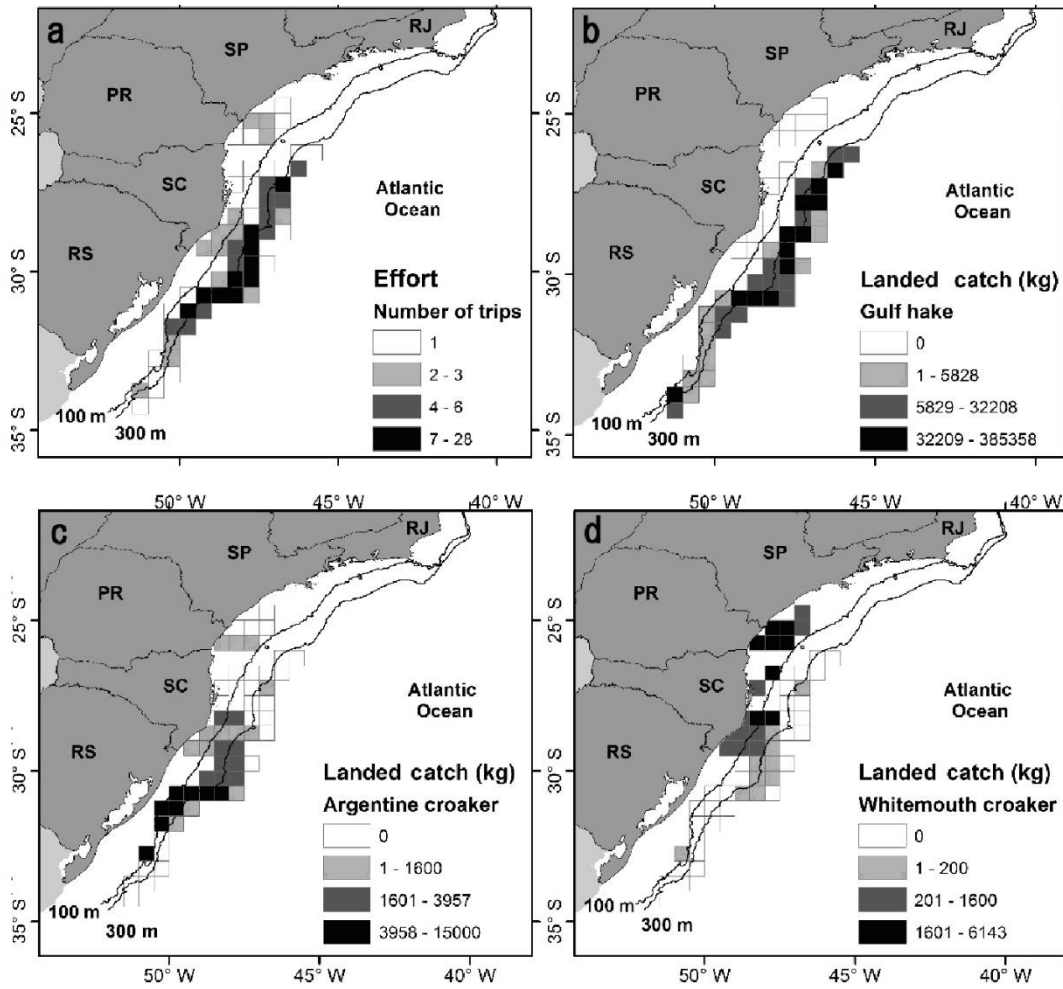 a
RJ
SP
PR
SC
RS
Atlantic
Ocean
25° S
30° S
35° S
100 m
300 m
Effort
Number of trips
1
2 - 3
4 - 6
7 - 28
b
RJ
SP
PR
SC
RS
Atlantic
Ocean
25° S
30° S
35° S
100 m
300 m
Landed catch (kg)
Gulf hake
0
1 - 5828
5829 - 32208
32209 - 385358
50° W
45° W
40° W
50° W
45° W
40° W
c
RJ
SP
PR
SC
RS
Atlantic
Ocean
25° S
30° S
35° S
100 m
300 m
Landed catch (kg)
Argentine croaker
0
1 - 1600
1601 - 3957
3958 - 15000
50° W
45° W
40° W
d
RJ
SP
PR
SC
RS
Atlantic
Ocean
25° S
30° S
35° S
100 m
300 m
Landed catch (kg)
Whitemouth croaker
0
1 - 200
201 - 1600
1601 - 6143
50° W
45° W
40° W